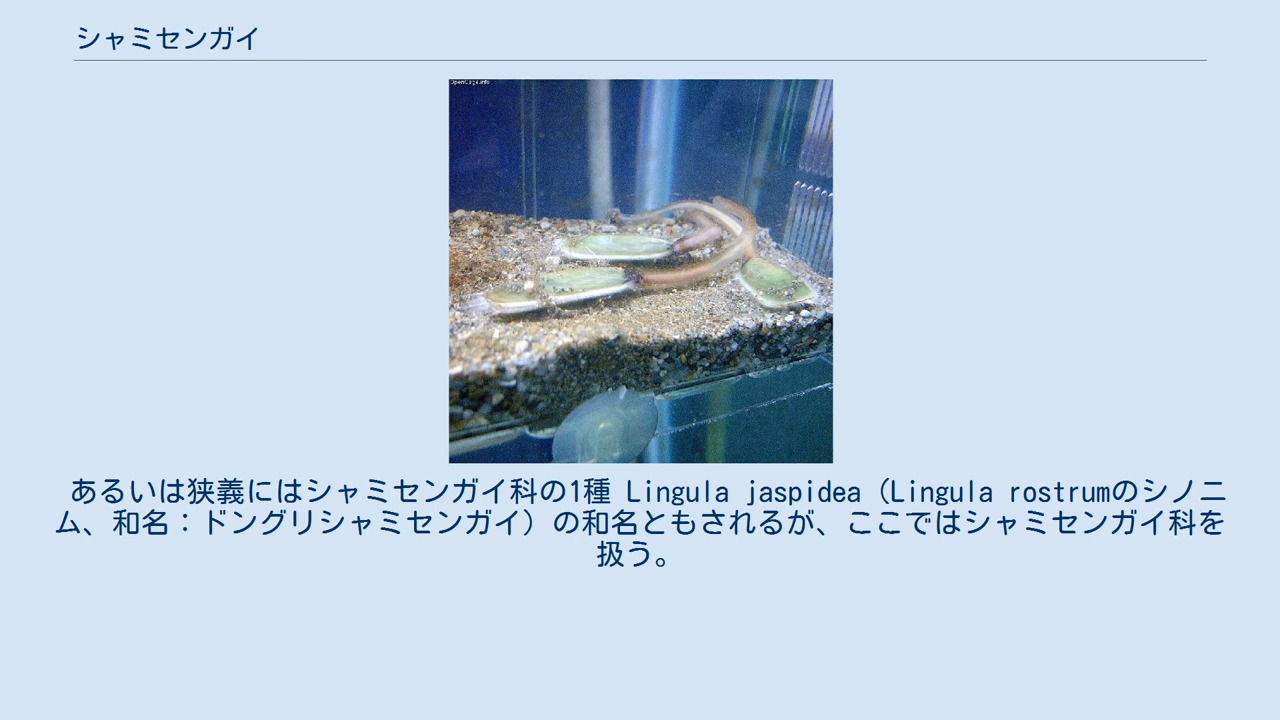 シャミセンガイ
OpenCage.info
あるいは狭義にはシャミセンガイ科の1種 Lingula jaspidea（Lingula rostrumのシノニ
ム、和名：ドングリシャミセンガイ）の和名ともされるが、ここではシャミセンガイ科を
扱う。